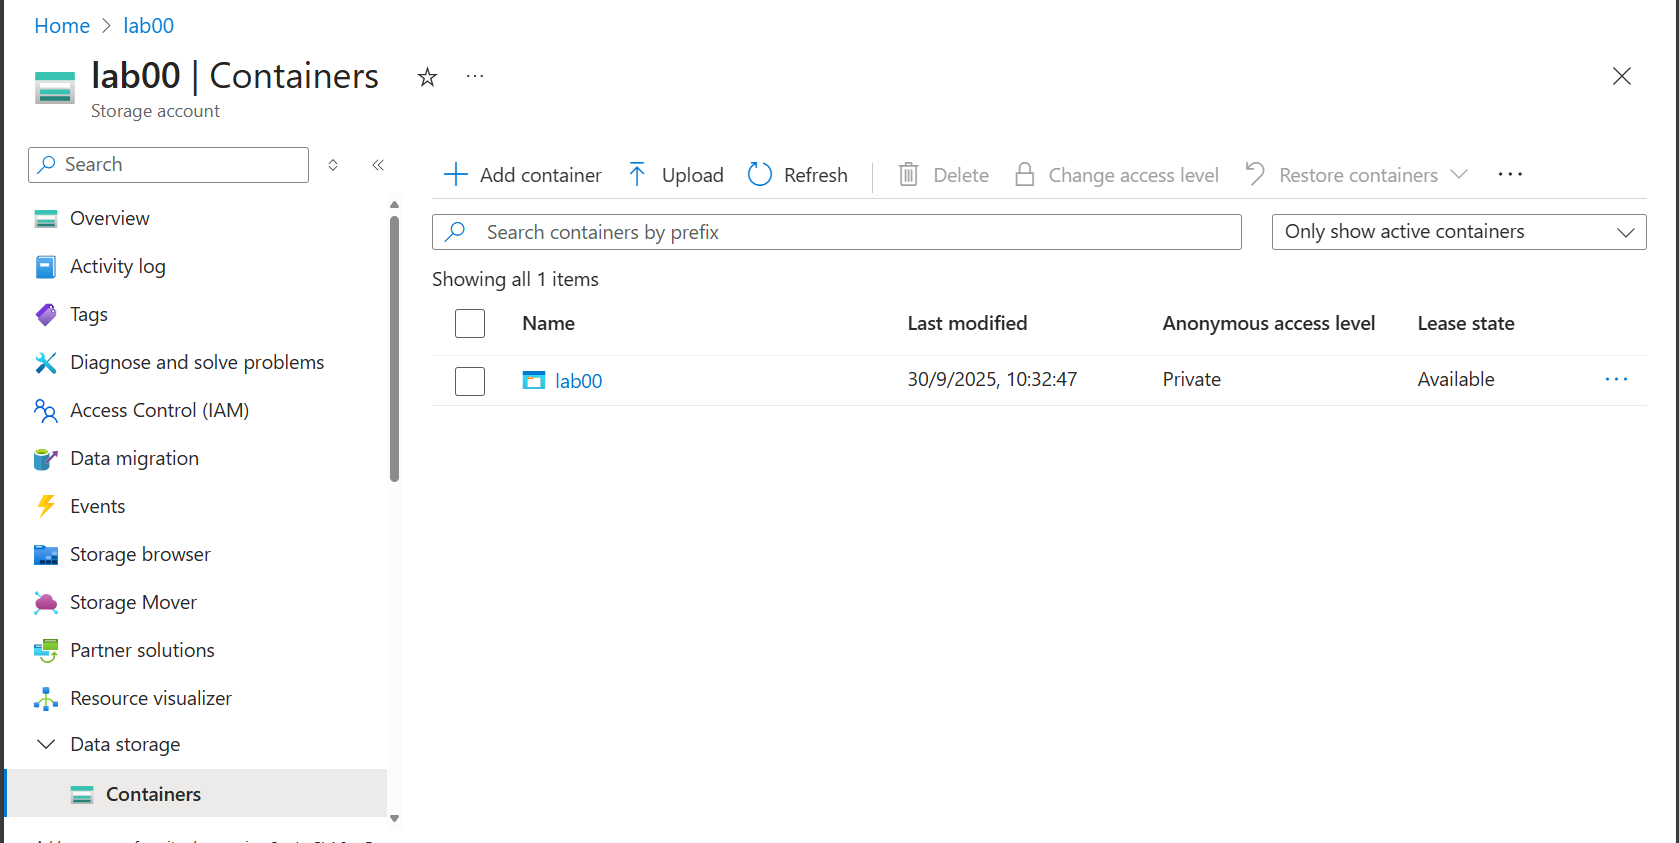 Home > lab00
lab00 | Containers
Storage account
Search
Overview
Activity log
Tags
Diagnose and solve problems
Access Control (IAM)
Data migration
Events
Storage browser
Storage Mover
Partner solutions
Resource visualizer
Data storage
Containers
Add container Upload Refresh Delete Change access level Restore containers
Search containers by prefix Only show active containers
Showing all 1 items
Name Last modified Anonymous access level Lease state
lab00 30/9/2025, 10:32:47 Private Available